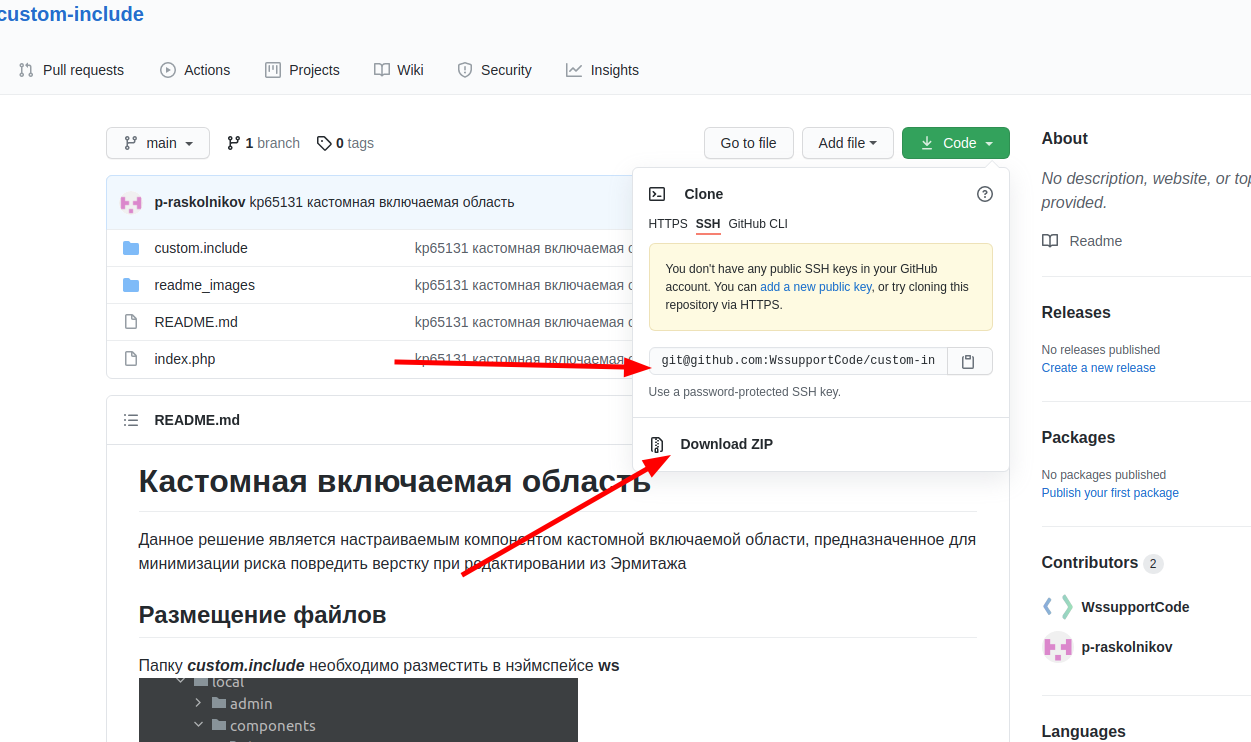 custom-include
Pull requests Actions Projects Wiki Security Insights
main 1 branch 0 tags Go to file Add file Code
p-raskolnikov kp65131 кастомная включаемая область
custom.include kp65131 кастомная включаемая о
readme_images kp65131 кастомная включаемая о
README.md kp65131 кастомная включаемая о
index.php kp65131 кастомная включаемая о
Clone
HTTPS SSH GitHub CLI
You don't have any public SSH keys in your GitHub
account. You can add a new public key, or try cloning this
repository via HTTPS.
git@github.com:WssupportCode/custom-in
Use a password-protected SSH key.
Download ZIP
README.md
Кастомная включаемая область
Данное решение является настраиваемым компонентом кастомной включаемой области, предназначенное для
минимизации риска повредить верстку при редактировании из Эрмитажа
Размещение файлов
Папку custom.include необходимо разместить в нэймспейсе ws
local
admin
components
About
No description, website, or top
provided.
Readme
Releases
No releases published
Create a new release
Packages
No packages published
Publish your first package
Contributors 2
WssupportCode
p-raskolnikov
Languages